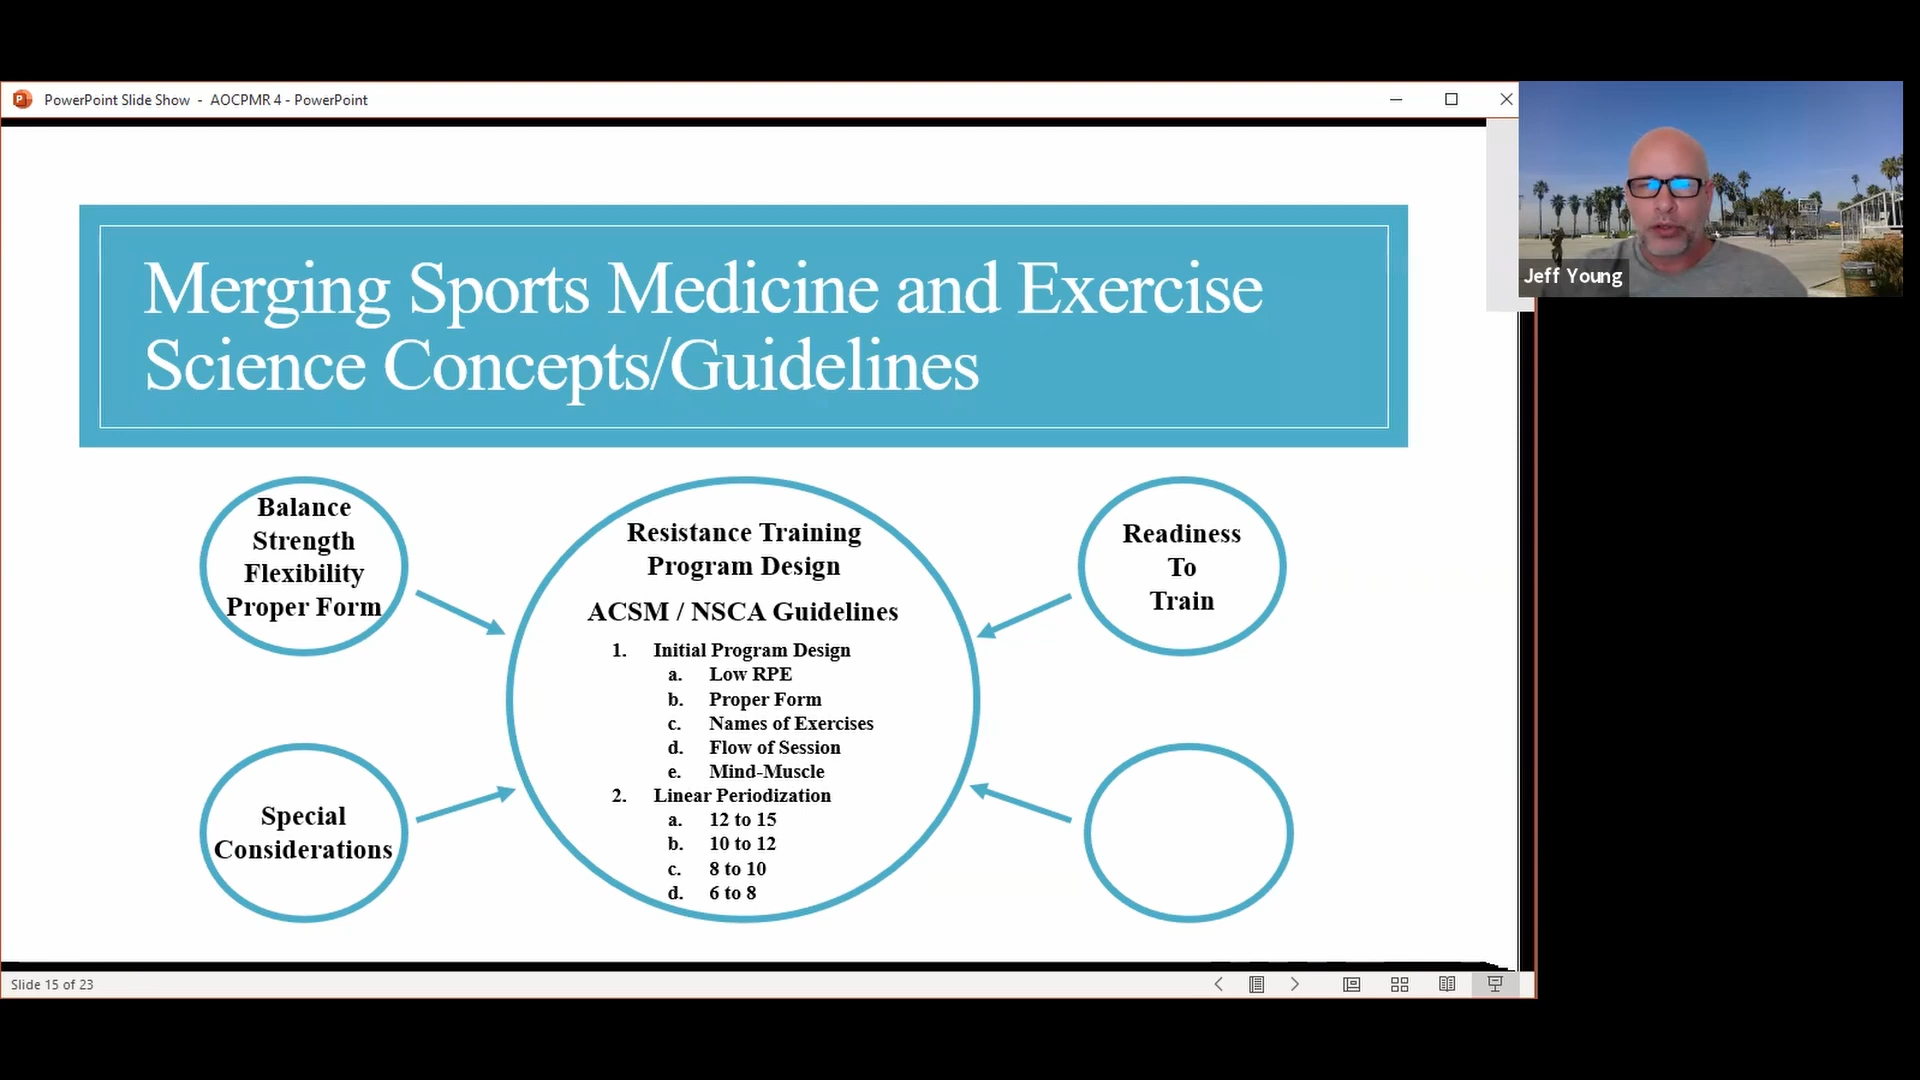 PowerPoint Slide Show - AOCPMR 4 - PowerPoint
Jeff Young
Merging Sports Medicine and Exercise
Science Concepts/Guidelines
Balance
Strength
Flexibility
Proper Form
Special
Considerations
Resistance Training
Program Design
ACSM / NSCA Guidelines
1. Initial Program Design
a. Low RPE
b. Proper Form
c. Names of Exercises
d. Flow of Session
e. Mind-Muscle
2. Linear Periodization
a. 12 to 15
b. 10 to 12
c. 8 to 10
d. 6 to 8
Readiness
To
Train
Slide 15 of 23